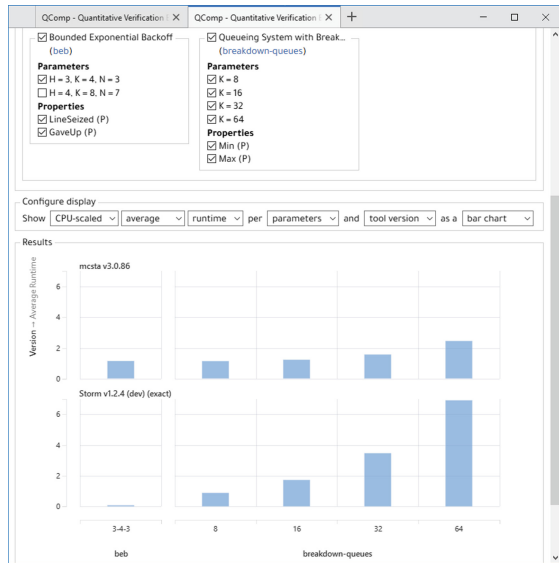 QComp - Quantitative Verification
QComp - Quantitative Verification
Bounded Exponential Backoff
(beb)
Parameters
H = 3, K = 4, N = 3
H = 4, K = 8, N = 7
Properties
LineSeized (P)
GaveUp (P)
Queueing System with Break...
(breakdown-queues)
Parameters
K = 8
K = 16
K = 32
K = 64
Properties
Min (P)
Max (P)
Configure display
Show CPU-scaled average runtime per parameters and tool version as a bar chart
Results
Version → Average Runtime
mcsta v3.0.86
6
4
2
0
Storm v1.2.4 (dev) (exact)
6
4
2
0
3-4-3 8 16 32 64
beb breakdown-queues